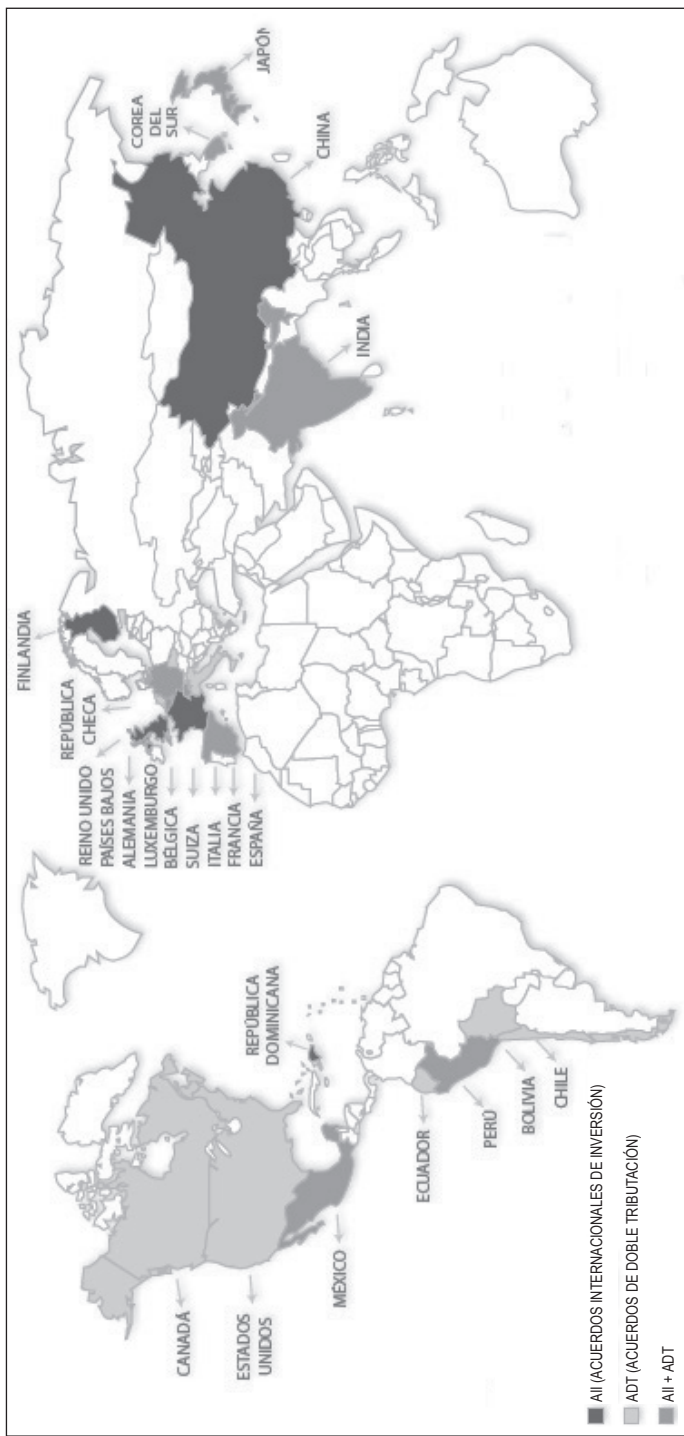 CANADÁ
ESTADOS
UNIDOS
MÉXICO
REPÚBLICA
DOMINICANA
ECUADOR
PERÚ
BOLIVIA
CHILE
FINLANDIA
REPÚBLICA
CHECA
REINO UNIDO
PAÍSES BAJOS
ALEMANIA
LUXEMBURGO
BÉLGICA
SUIZA
ITALIA
FRANCIA
ESPAÑA
COREA
DEL
SUR
JAPÓN
CHINA
INDIA
AII (ACUERDOS INTERNACIONALES DE INVERSIÓN)
ADT (ACUERDOS DE DOBLE TRIBUTACIÓN)
AII + ADT